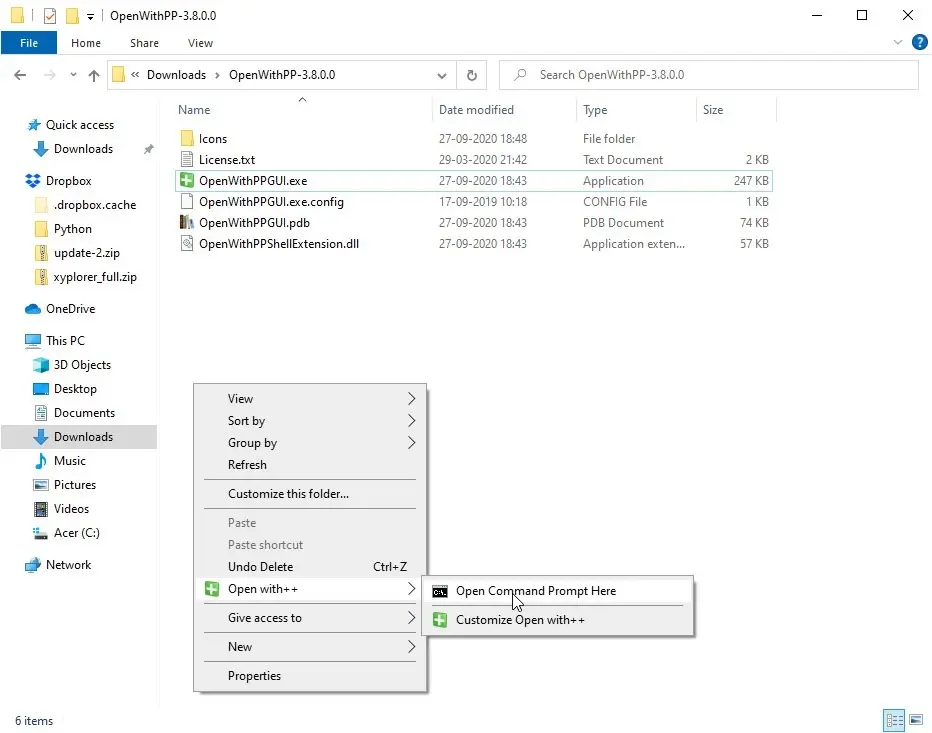 OpenWithPP-3.8.0.0
File Home Share View
« Downloads › OpenWithPP-3.8.0.0 Search OpenWithPP-3.8.0.0
Quick access
Downloads
Dropbox
.dropbox.cache
Python
update-2.zip
xyplorer_full.zip
OneDrive
This PC
3D Objects
Desktop
Documents
Downloads
Music
Pictures
Videos
Acer (C:)
Network
Name Date modified Type Size
Icons 27-09-2020 18:48 File folder
License.txt 29-03-2020 21:42 Text Document 2 KB
OpenWithPPGUI.exe 27-09-2020 18:43 Application 247 KB
OpenWithPPGUI.exe.config 17-09-2019 10:18 CONFIG File 1 KB
OpenWithPPGUI.pdb 27-09-2020 18:43 PDB Document 74 KB
OpenWithPPShellExtension.dll 27-09-2020 18:43 Application exten... 57 KB
View
Sort by
Group by
Refresh
Customize this folder...
Paste
Paste shortcut
Undo Delete Ctrl+Z
Open with++
Give access to
New
Properties
Open Command Prompt Here
Customize Open with++
6 items